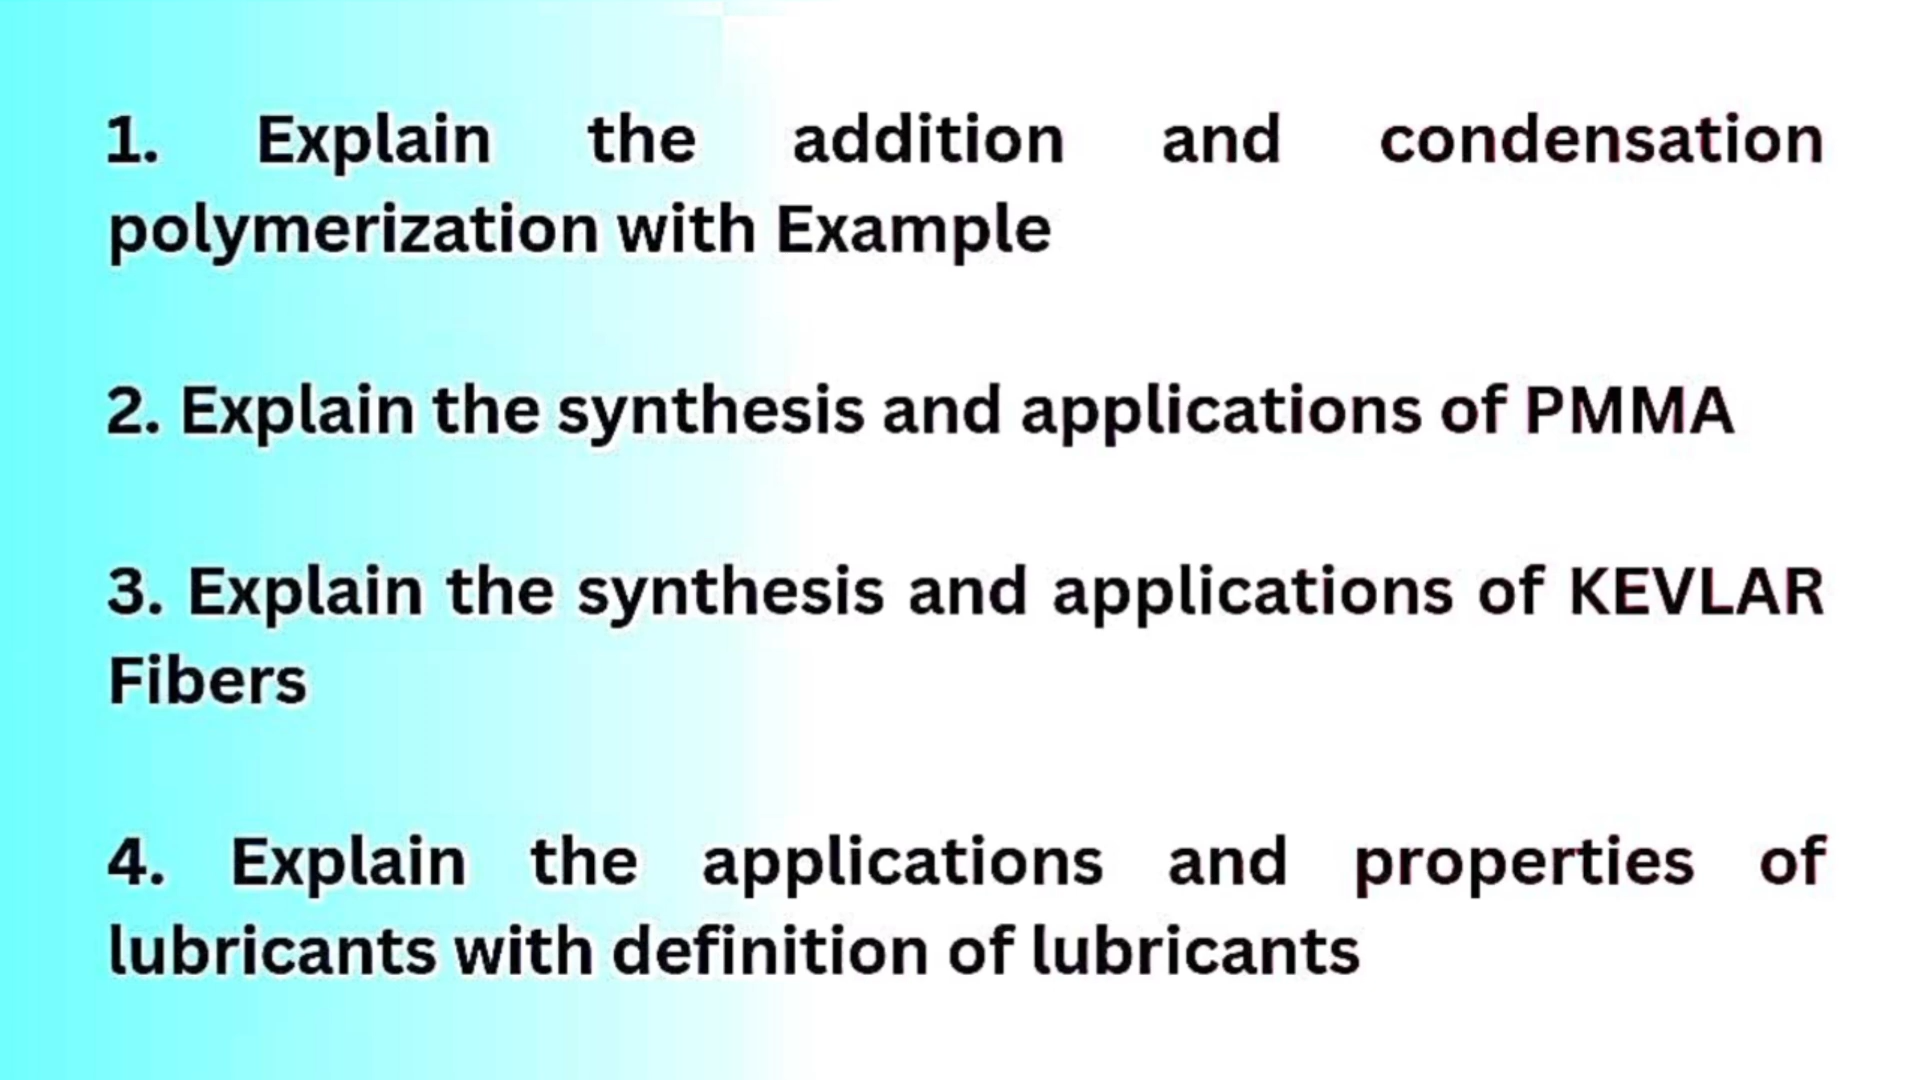 1. Explain the addition and condensation
polymerization with Example
2. Explain the synthesis and applications of PMMA
3. Explain the synthesis and applications of KEVLAR
Fibers
4. Explain the applications and properties of
lubricants with definition of lubricants